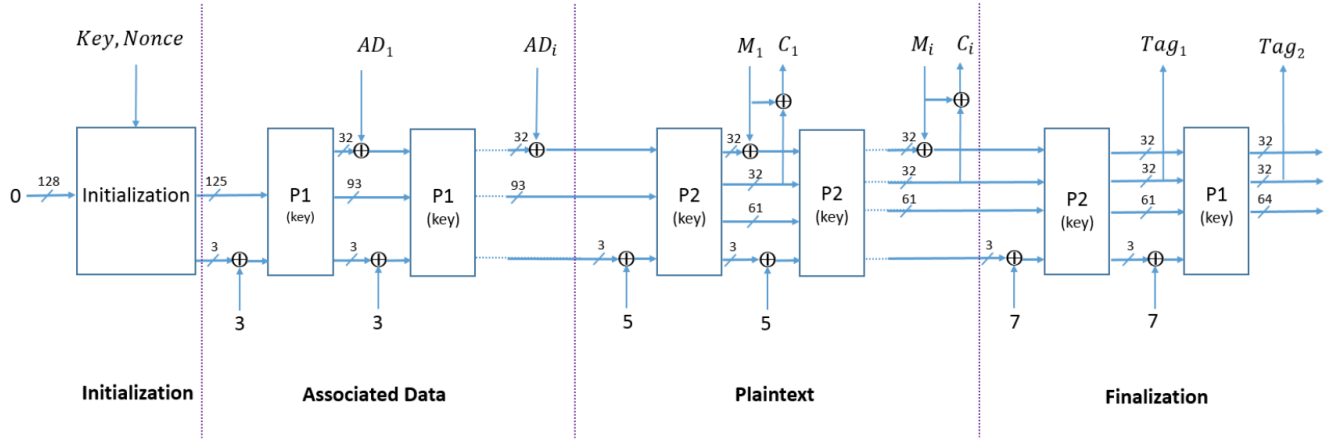 Key, Nonce
AD₁
ADᵢ
M₁ C₁
Mᵢ Cᵢ
Tag₁
Tag₂
32
32
32
32
32
32
0
128
Initialization
125
P1
(key)
93
P1
(key)
93
P2
(key)
32
61
P2
(key)
32
61
P2
(key)
32
61
P1
(key)
32
64
3
3
3
3
3
3
3
3
5
5
7
7
Initialization
Associated Data
Plaintext
Finalization